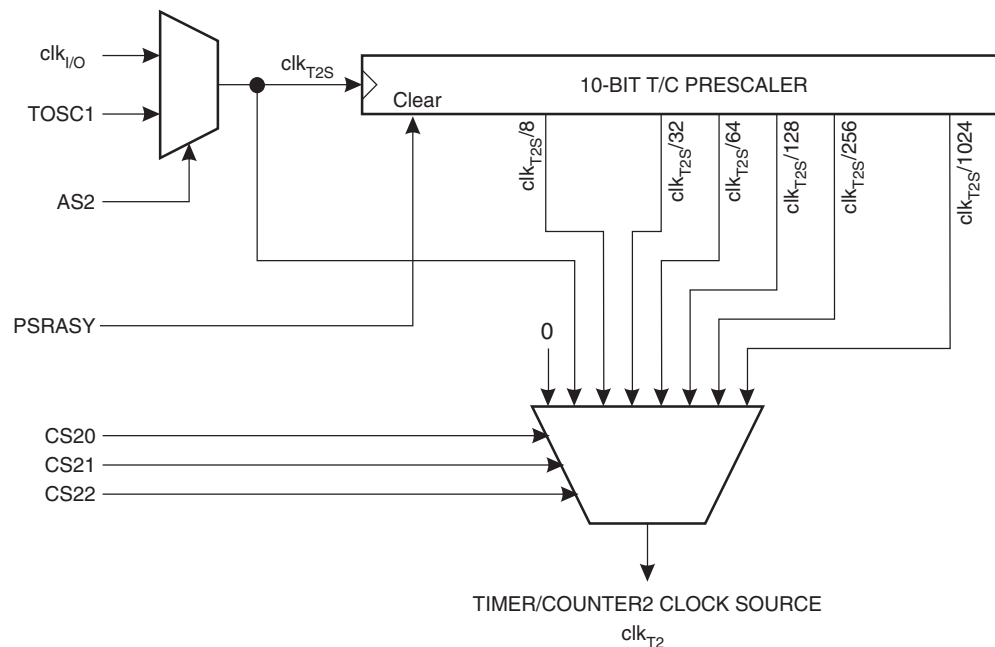 clkI/O
clkT2S
10-BIT T/C PRESCALER
TOSC1
Clear
clkT2S/8
clkT2S/32
clkT2S/64
clkT2S/128
clkT2S/256
clkT2S/1024
AS2
PSRASY
0
CS20
CS21
CS22
TIMER/COUNTER2 CLOCK SOURCE
clkT2